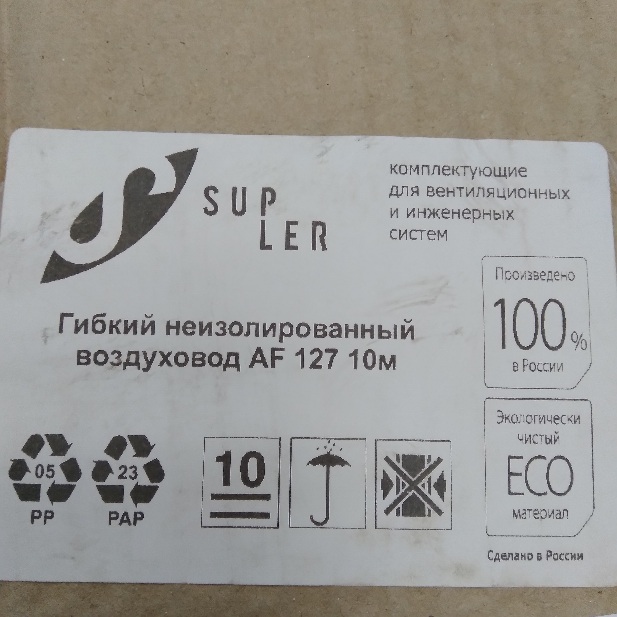 SUP
LER
комплектующие
для вентиляционных
и инженерных
систем
Гибкий неизолированный
воздуховод AF 127 10м
Произведено
100%
в России
Экологически
чистый
ECO
материал
05
PP
23
PAP
10
Сделано в России